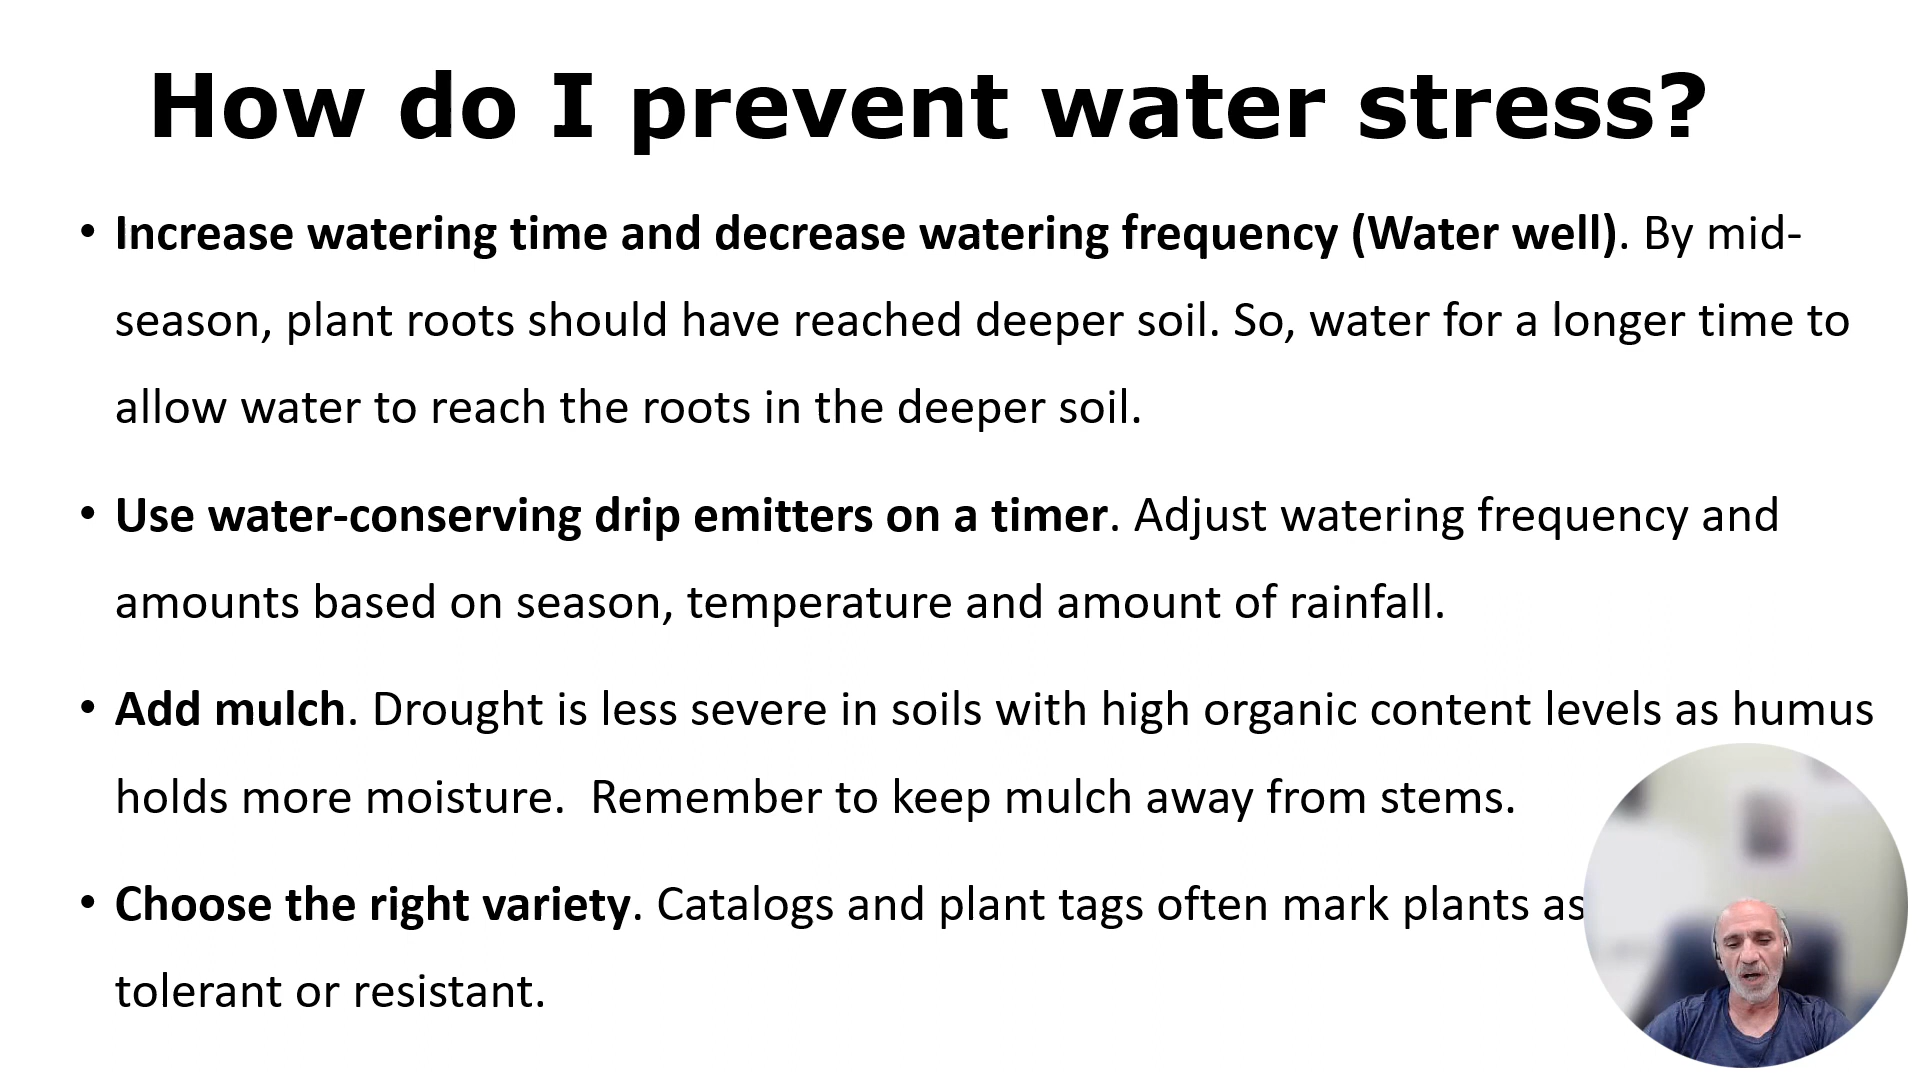 How do I prevent water stress?
• Increase watering time and decrease watering frequency (Water well). By mid-
season, plant roots should have reached deeper soil. So, water for a longer time to
allow water to reach the roots in the deeper soil.
• Use water-conserving drip emitters on a timer. Adjust watering frequency and
amounts based on season, temperature and amount of rainfall.
• Add mulch. Drought is less severe in soils with high organic content levels as humus
holds more moisture.  Remember to keep mulch away from stems.
• Choose the right variety. Catalogs and plant tags often mark plants as
tolerant or resistant.